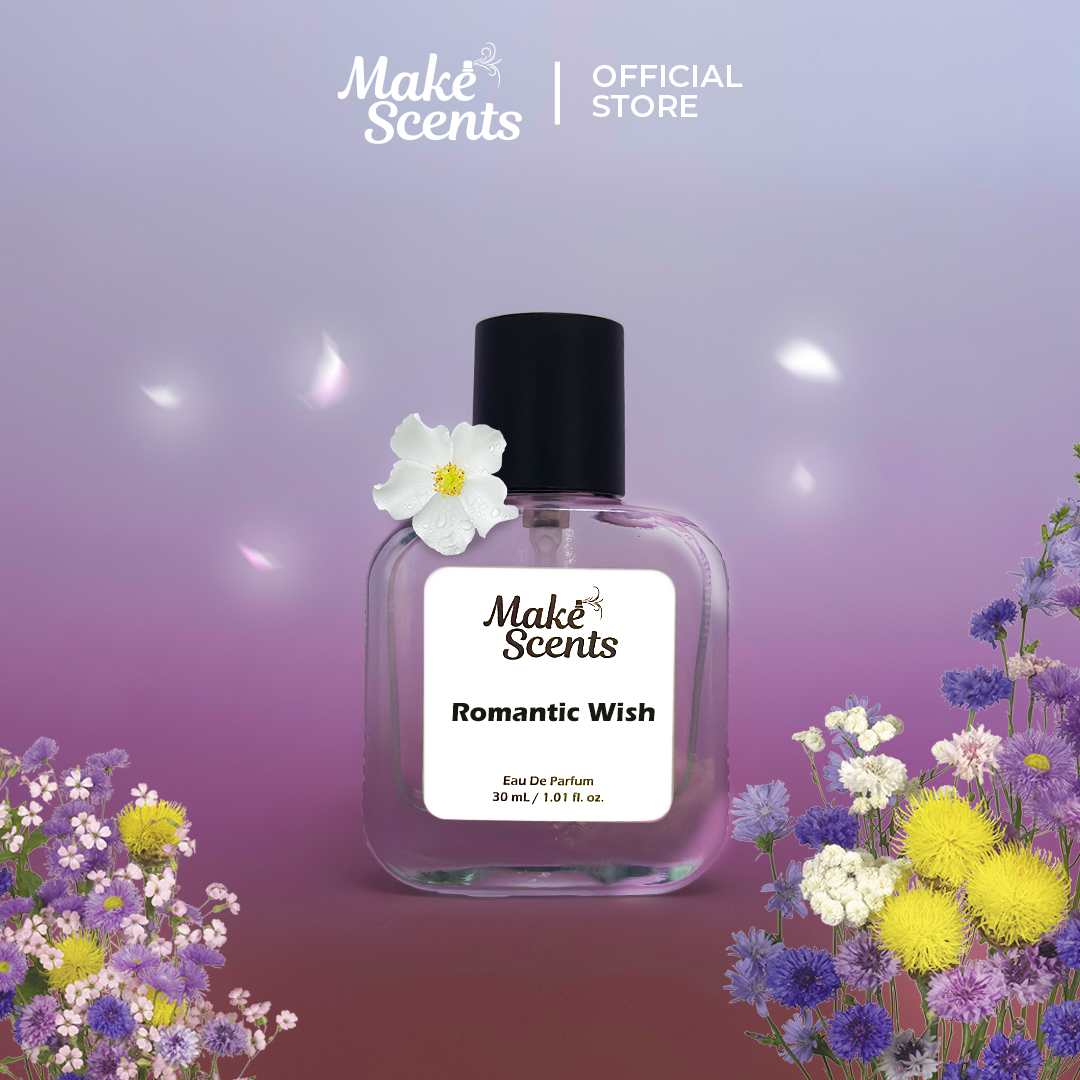 Make
Scents
OFFICIAL
STORE
Make
Scents
Romantic Wish
Eau De Parfum
30 mL / 1.01 fl. oz.